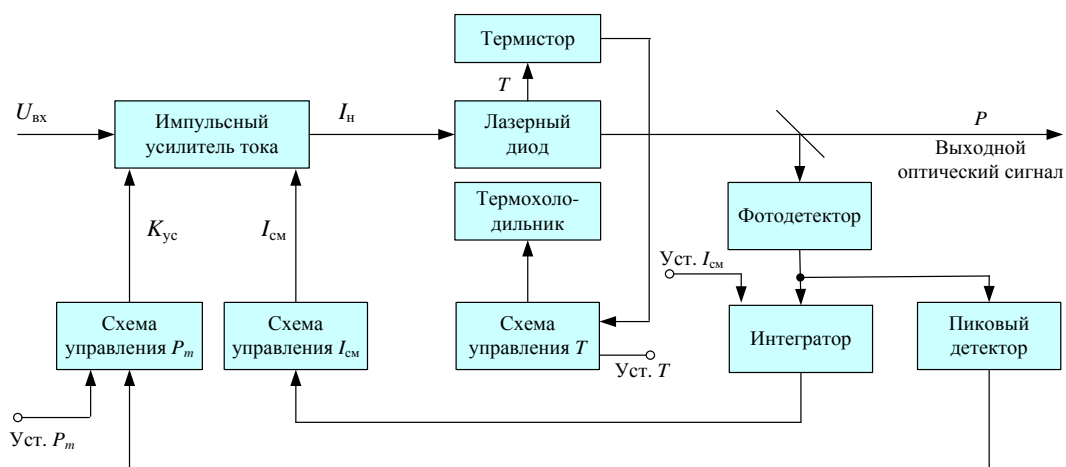 Термистор
T
U вх
Импульсный
усилитель тока
I н
Лазерный
диод
P
Выходной
оптический сигнал
Термохоло-
дильник
Фотодетектор
K ус
I см
Уст. I см
Схема
управления P m
Схема
управления I см
Схема
управления T
Интегратор
Пиковый
детектор
Уст. T
Уст. P m